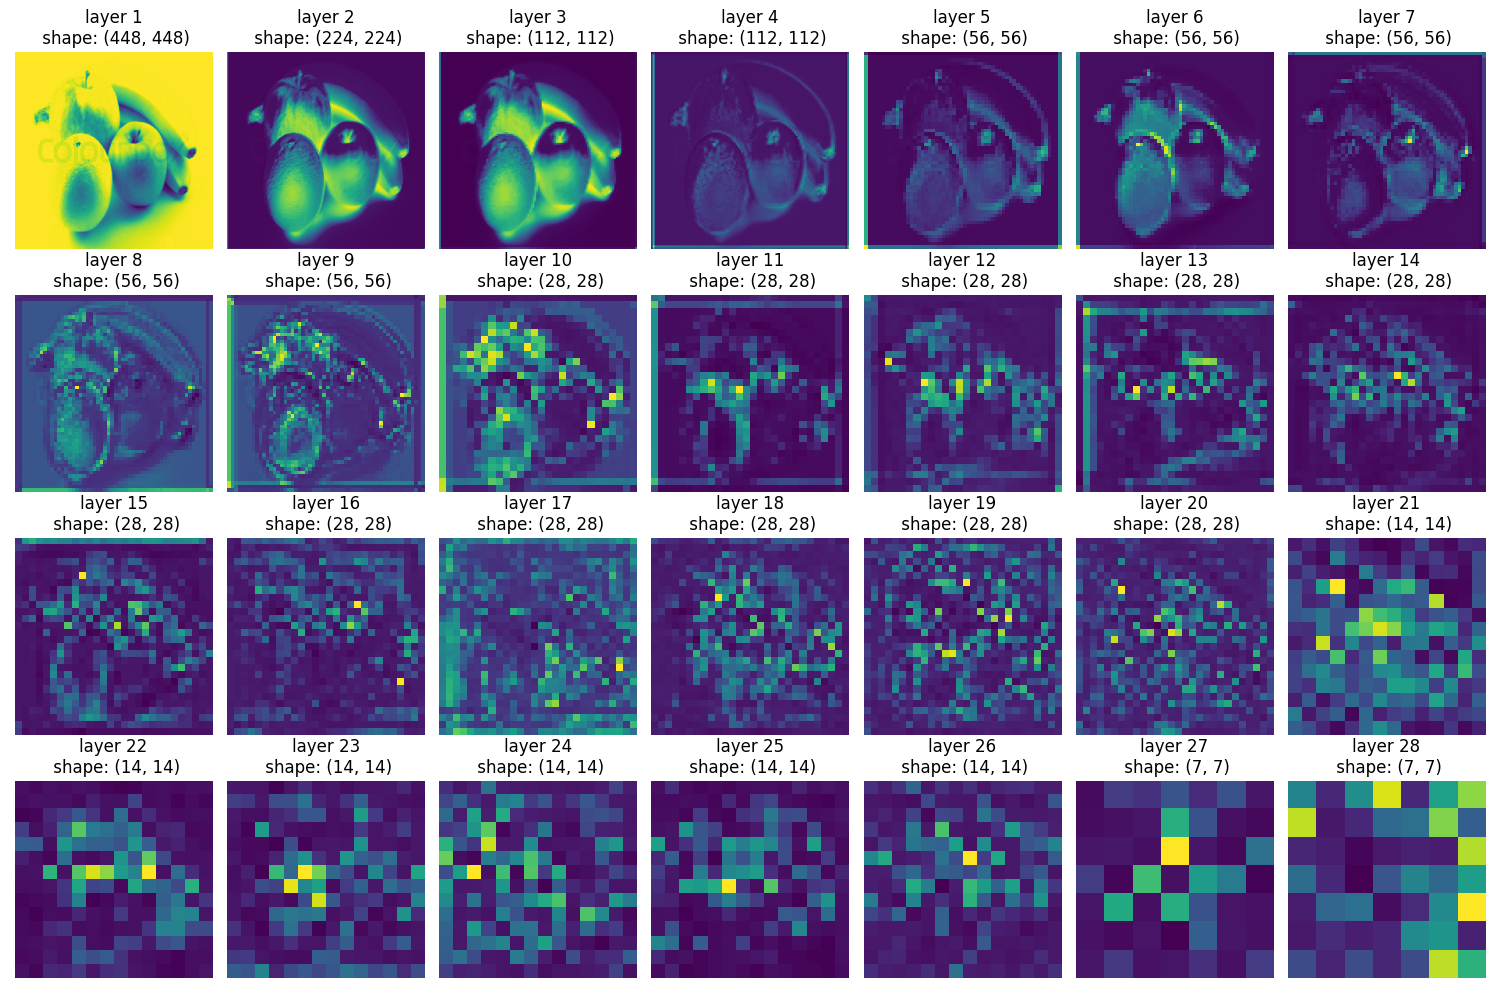 layer 1
shape: (448, 448)
layer 2
shape: (224, 224)
layer 3
shape: (112, 112)
layer 4
shape: (112, 112)
layer 5
shape: (56, 56)
layer 6
shape: (56, 56)
layer 7
shape: (56, 56)
layer 8
shape: (56, 56)
layer 9
shape: (56, 56)
layer 10
shape: (28, 28)
layer 11
shape: (28, 28)
layer 12
shape: (28, 28)
layer 13
shape: (28, 28)
layer 14
shape: (28, 28)
layer 15
shape: (28, 28)
layer 16
shape: (28, 28)
layer 17
shape: (28, 28)
layer 18
shape: (28, 28)
layer 19
shape: (28, 28)
layer 20
shape: (28, 28)
layer 21
shape: (14, 14)
layer 22
shape: (14, 14)
layer 23
shape: (14, 14)
layer 24
shape: (14, 14)
layer 25
shape: (14, 14)
layer 26
shape: (14, 14)
layer 27
shape: (7, 7)
layer 28
shape: (7, 7)